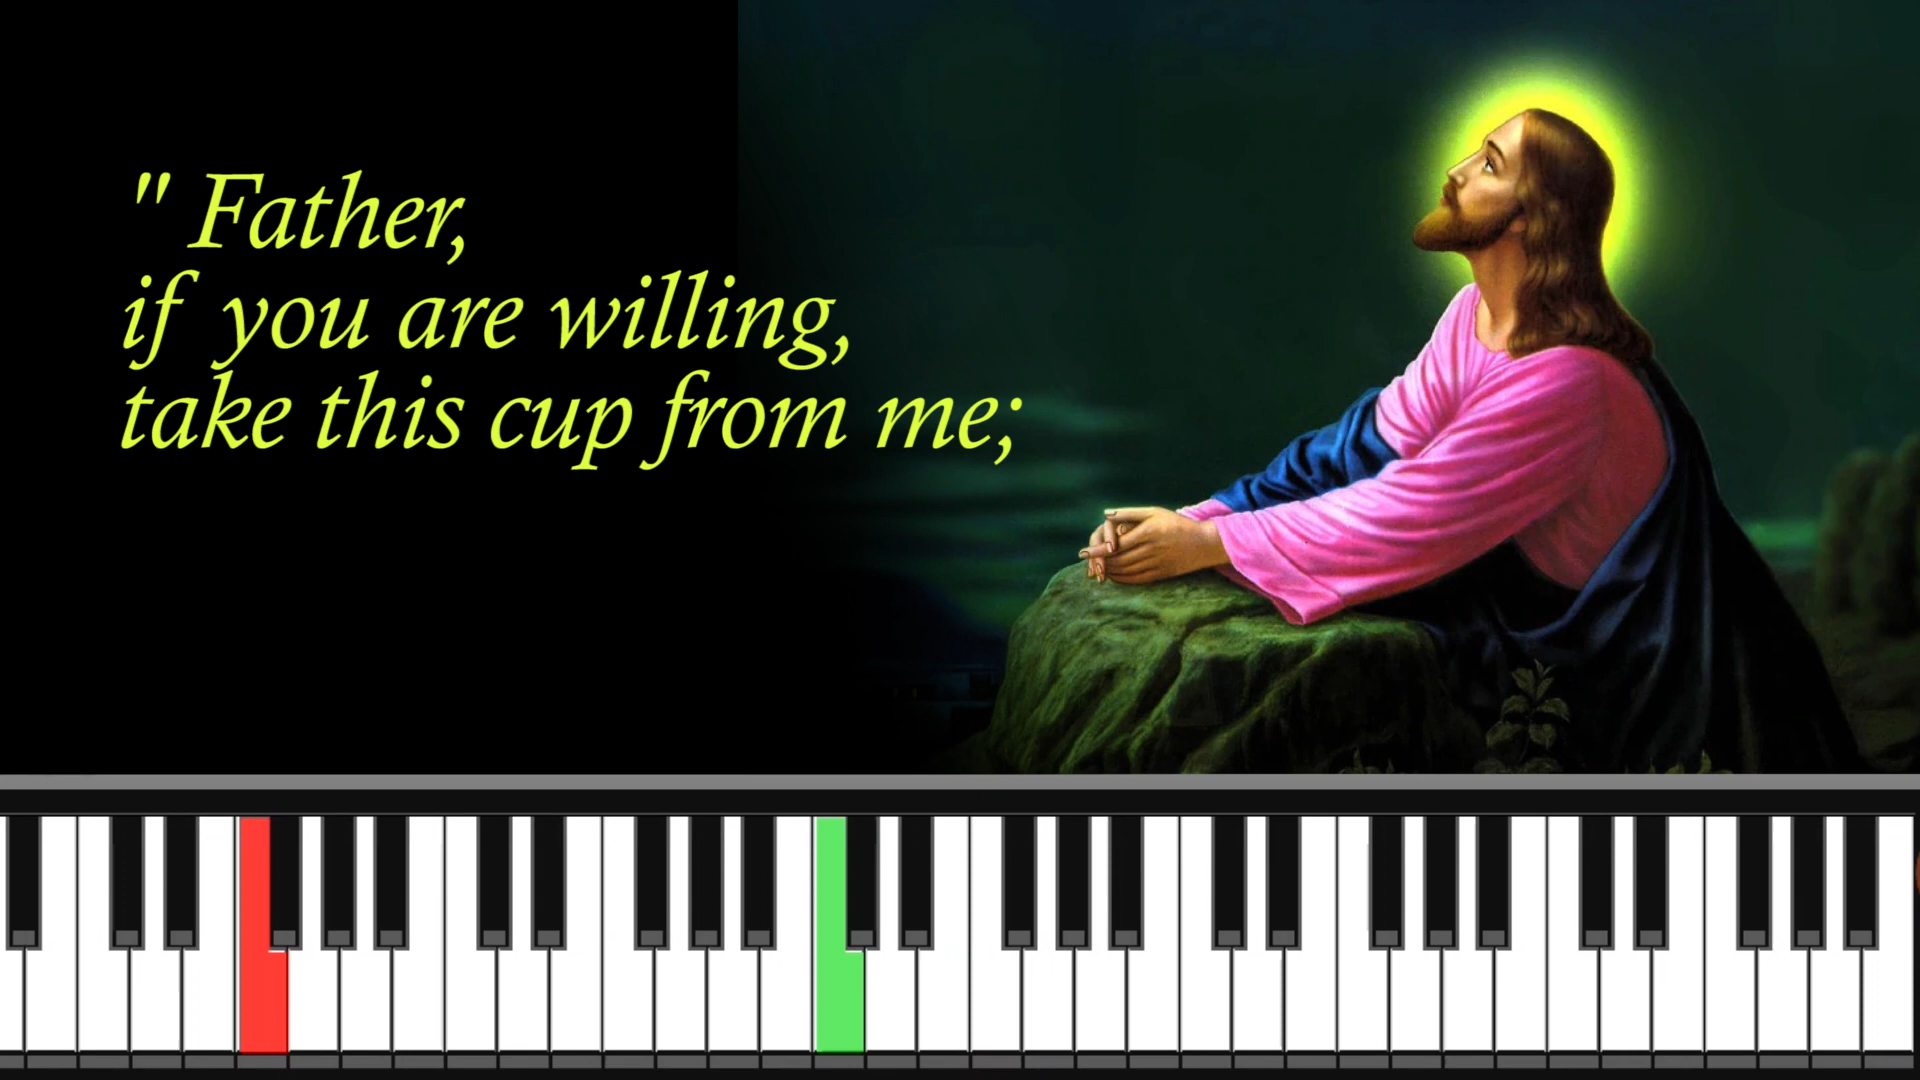 " Father,
if you are willing,
take this cup from me;